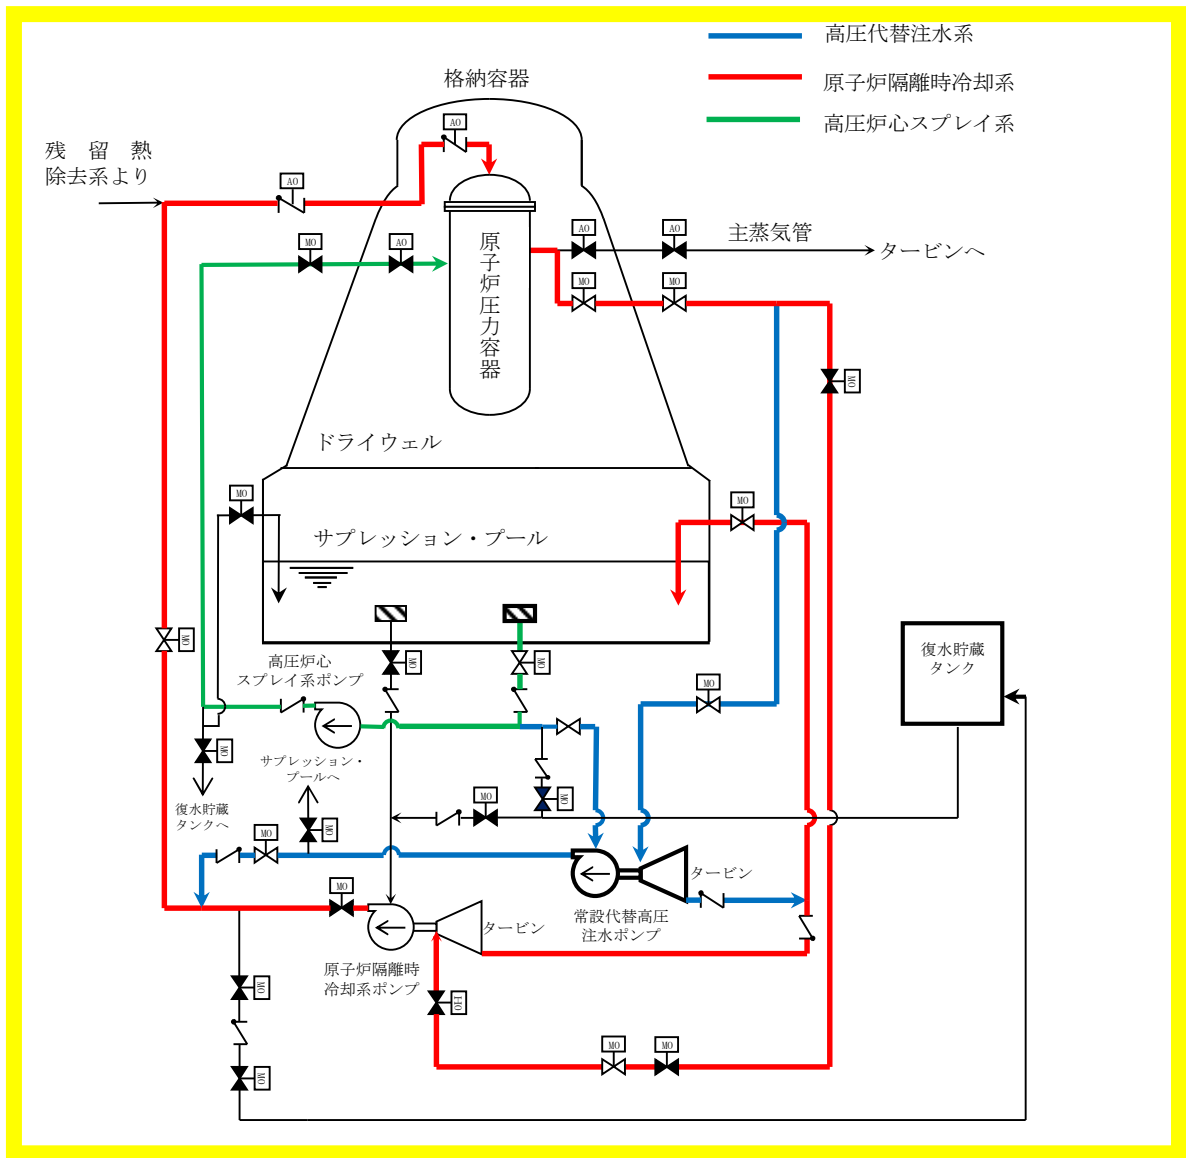 高圧代替注水系
原子炉隔離時冷却系
高圧炉心スプレイ系
格納容器
AO
残 留 熱
除去系より
AO
MO
AO
原子炉圧力容器
AO
AO
主蒸気管
タービンへ
MO
MO
MO
ドライウェル
MO
MO
サプレッション・プール
MO
MO
MO
高圧炉心
スプレイ系ポンプ
復水貯蔵
タンク
MO
MO
サプレッション・
プールへ
復水貯蔵
タンクへ
MO
MO
MO
MO
タービン
常設代替高圧
注水ポンプ
MO
タービン
原子炉隔離時
冷却系ポンプ
MO
HO
MO
MO
MO